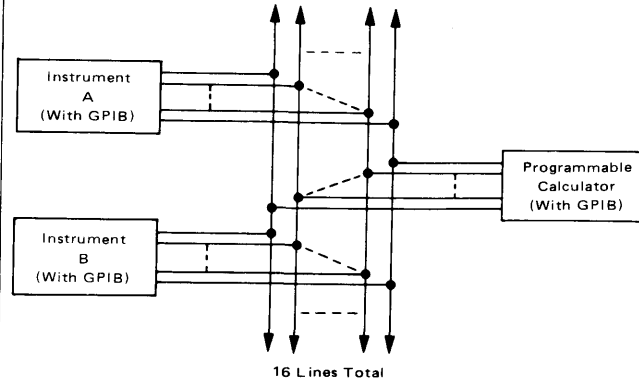 Instrument
A
(With GPIB)
Programmable
Calculator
(With GPIB)
Instrument
B
(With GPIB)
16 Lines Total